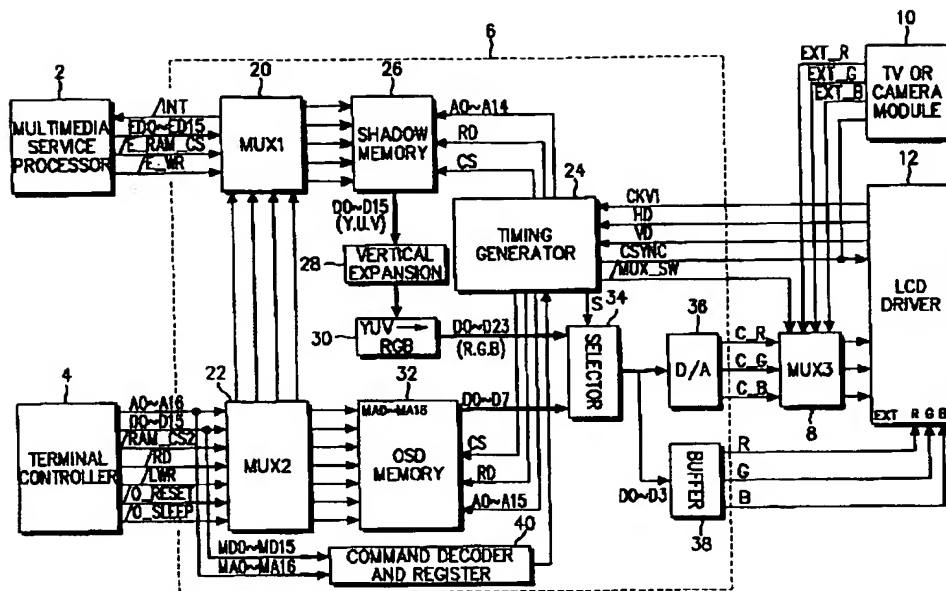 6
10
EXT_R
EXT_G
EXT_B
TV OR
CAMERA
MODULE
2
MULTIMEDIA
SERVICE
PROCESSOR
/INT
ED0~ED15
/E_RAM_CS
/E_WR
20
MUX1
26
SHADOW
MEMORY
A0~A14
RD
CS
24
TIMING
GENERATOR
12
CKV1
HD
VD
CSYNC
/MUX_SW
LCD
DRIVER
D0~D15
(Y.U.V)
28
VERTICAL
EXPANSION
30
YUV →
RGB
D0~D23
(R.G.B)
S
34
SELECTOR
36
D/A
C_R
C_G
C_B
MUX3
8
EXT R G B
4
TERMINAL
CONTROLLER
A0~A16
D0~D15
/RAM_CS2
/RD
/LWR
/O_RESET
/O_SLEEP
22
MUX2
32
OSD
MEMORY
D0~D7
CS
RD
A0~A15
D0~D3
BUFFER
38
R
G
B
40
MD0~MD15
MA0~MA16
COMMAND DECODER
AND REGISTER